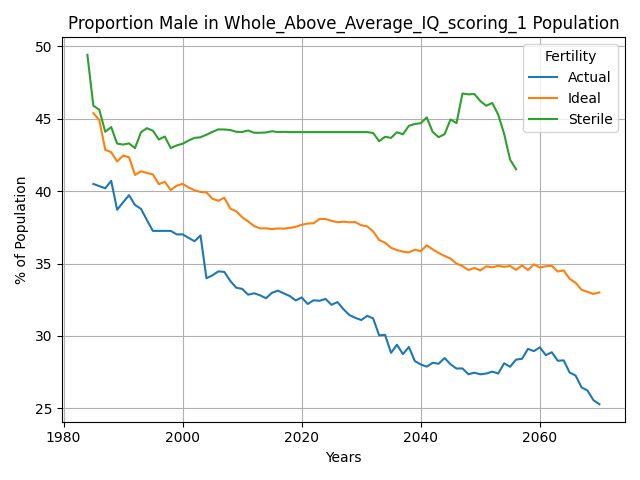 Proportion Male in Whole_Above_Average_IQ_scoring_1 Population
Fertility
Actual
Ideal
Sterile
% of Population
50
45
40
35
30
25
1980
2000
2020
2040
2060
Years